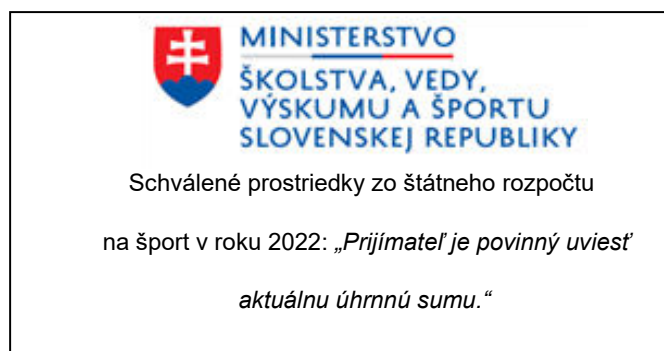 MINISTERSTVO
ŠKOLSTVA, VEDY,
VÝSKUMU A ŠPORTU
SLOVENSKEJ REPUBLIKY
Schválené prostriedky zo štátneho rozpočtu
na šport v roku 2022: „Prijímateľ je povinný uviesť
aktuálnu úhrnnú sumu.“